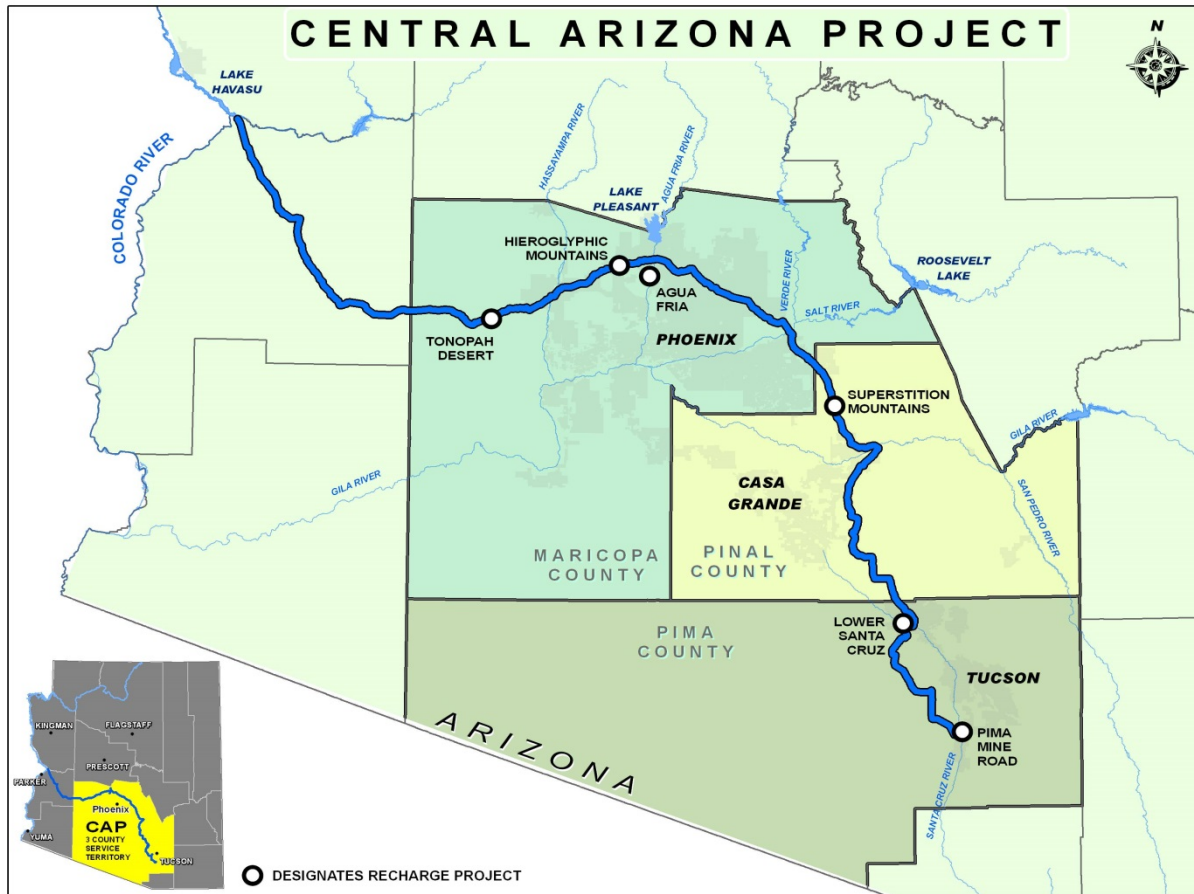 CENTRAL ARIZONA PROJECT
N
LAKE
HAVASU
COLORADO RIVER
HASSAYAMPA RIVER
AGUA FRIA RIVER
LAKE
PLEASANT
HIEROGLYPHIC
MOUNTAINS
AGUA
FRIA
VERDE RIVER
ROOSEVELT
LAKE
SALT RIVER
TONOPAH
DESERT
PHOENIX
SUPERSTITION
MOUNTAINS
GILA RIVER
GILA RIVER
CASA
GRANDE
SAN PEDRO RIVER
MARICOPA
COUNTY
PINAL
COUNTY
LOWER
SANTA
CRUZ
PIMA
COUNTY
TUCSON
PIMA
MINE
ROAD
SANTA CRUZ RIVER
ARIZONA
KINGMAN
FLAGSTAFF
PRESCOTT
PARKER
Phoenix
CAP
3 COUNTY
SERVICE
TERRITORY
YUMA
TUCSON
DESIGNATES RECHARGE PROJECT